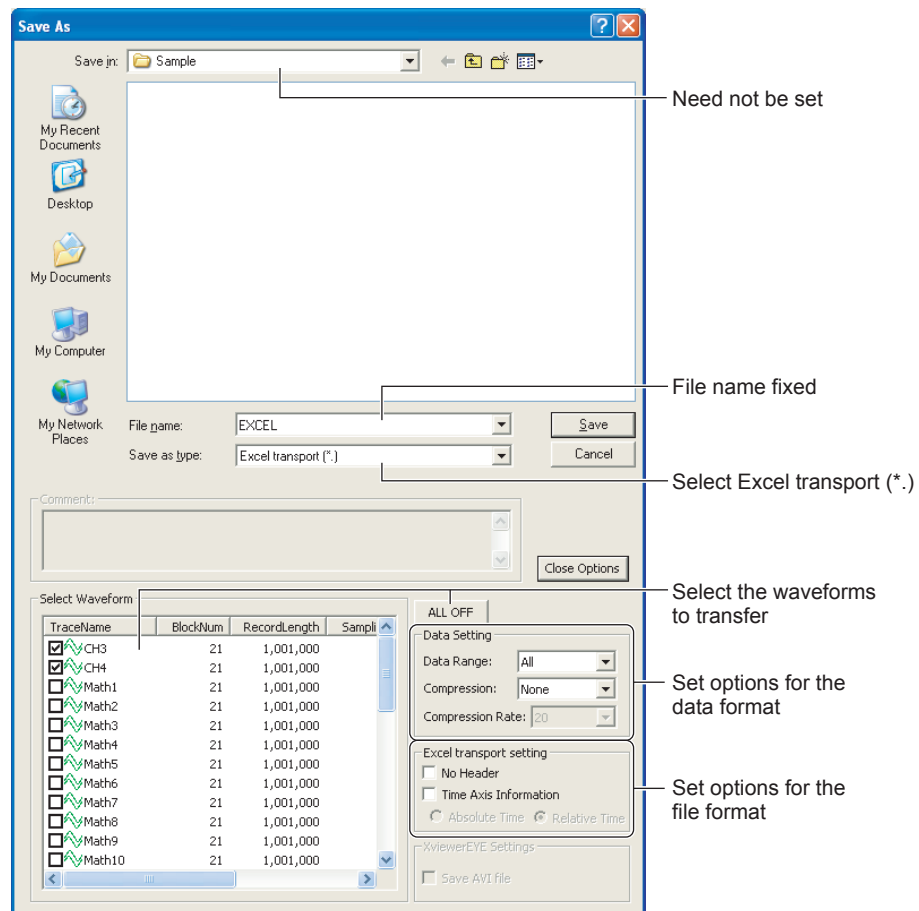 Save As
Save in: Sample
Need not be set
My Recent
Documents
Desktop
My Documents
My Computer
My Network
Places
File name fixed
File name: EXCEL Save
Save as type: Excel transport (*.) Cancel
Select Excel transport (*.)
Comment:
Close Options
Select the waveforms
to transfer
Select Waveform
ALL OFF
TraceName BlockNum RecordLength Sampli
CH3 21 1,001,000
CH4 21 1,001,000
Math1 21 1,001,000
Math2 21 1,001,000
Math3 21 1,001,000
Math4 21 1,001,000
Math5 21 1,001,000
Math6 21 1,001,000
Math7 21 1,001,000
Math8 21 1,001,000
Math9 21 1,001,000
Math10 21 1,001,000
Data Setting
Data Range: All
Compression: None
Compression Rate: 20
Set options for the
data format
Excel transport setting
No Header
Time Axis Information
Absolute Time Relative Time
Set options for the
file format
XviewerEYE Settings
Save AVI file